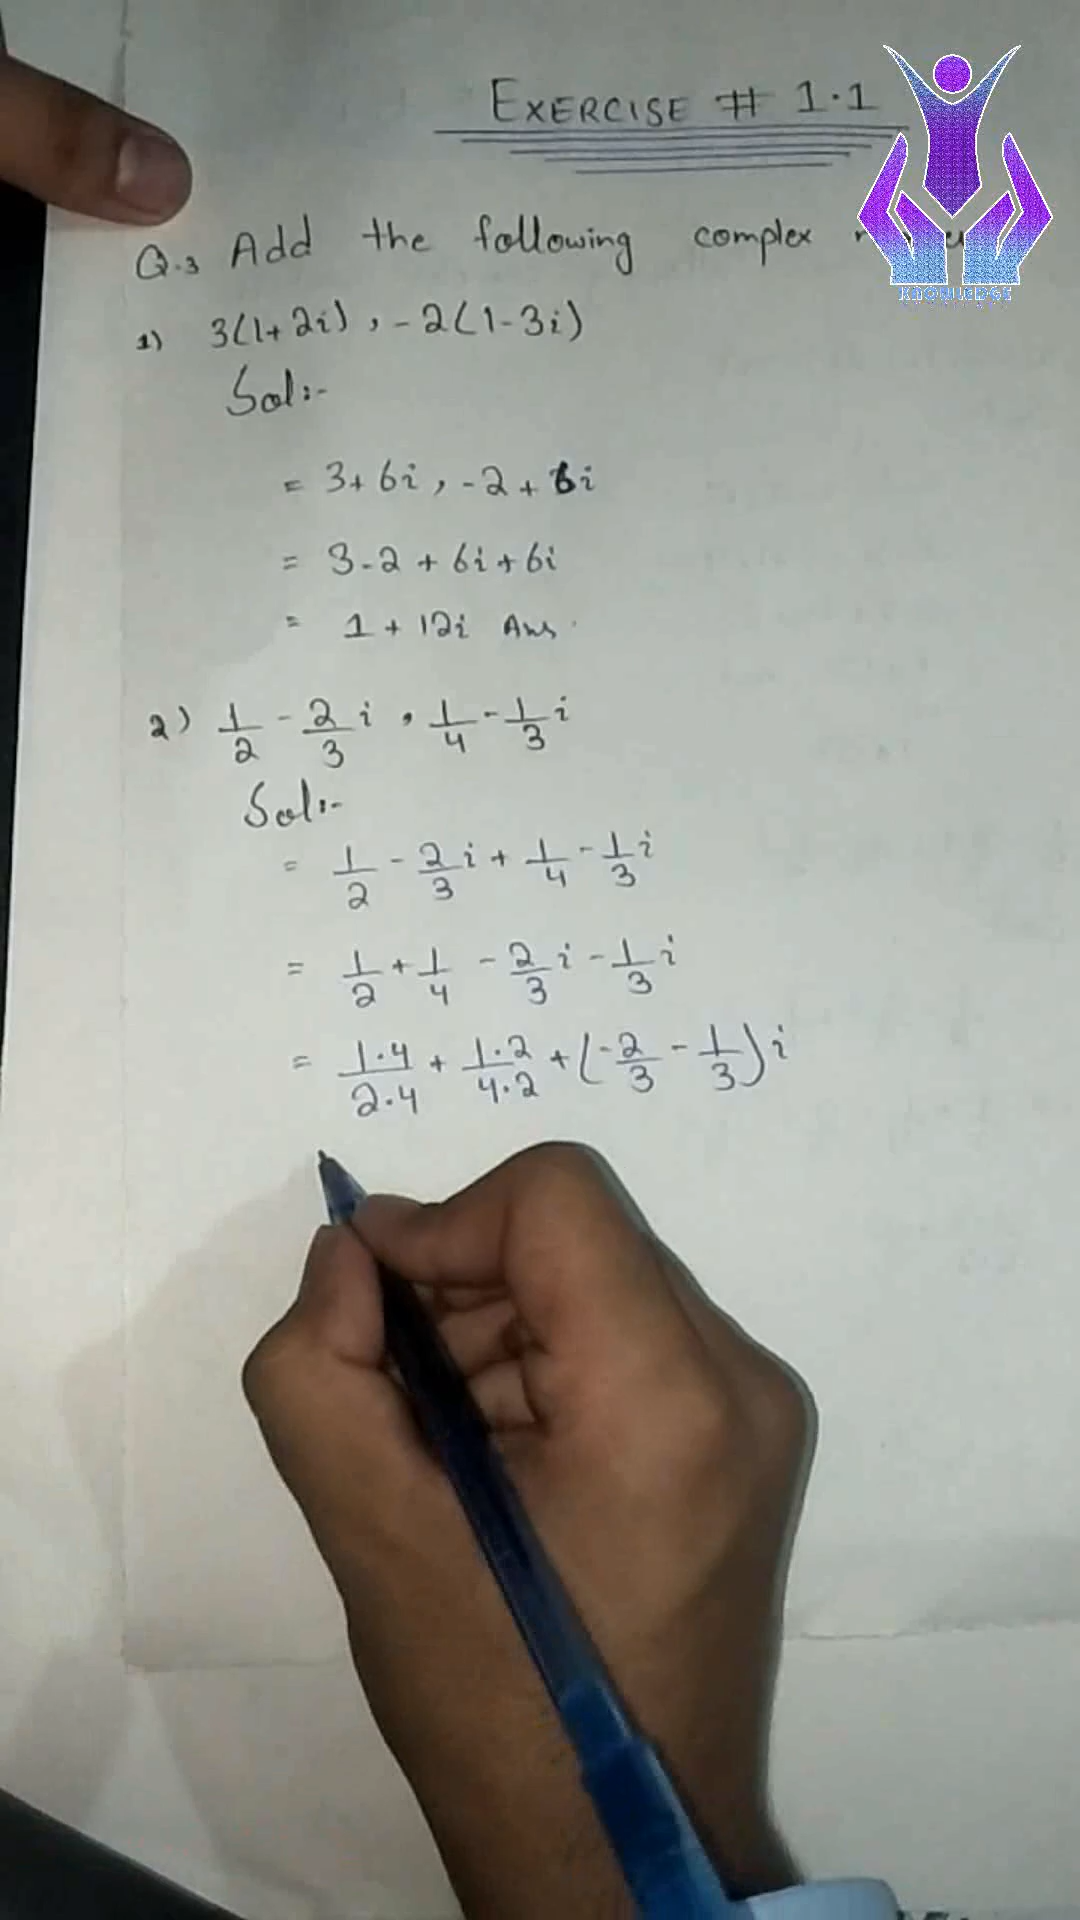 EXERCISE # 1.1
Q.3 Add the following complex
1) 3(1+2i), -2(1-3i)
Sol:-
= 3+6i, -2+6i
= 3-2+6i+6i
= 1+12i Ans.
2) 1/2 - 2/3 i, 1/4 - 1/3 i
Sol:-
= 1/2 - 2/3 i + 1/4 - 1/3 i
= 1/2 + 1/4 - 2/3 i - 1/3 i
= 1·4/2·4 + 1·2/4·2 + (-2/3 - 1/3)i
KNOWLEDGE